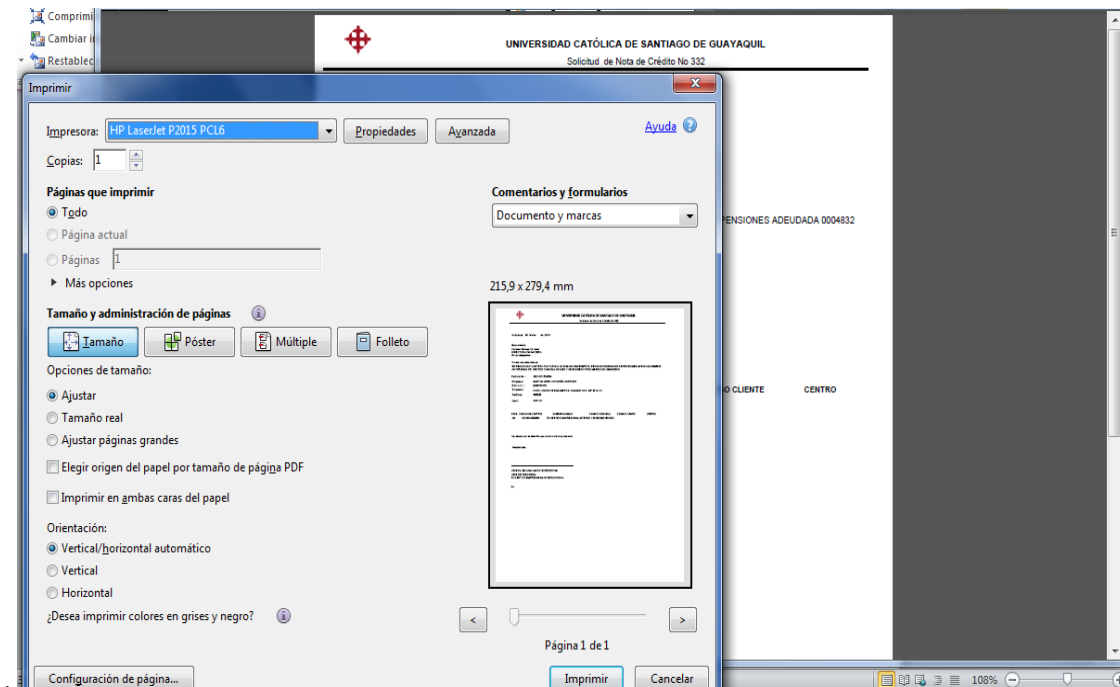 Comprimi
Cambiar i
Restablec
UNIVERSIDAD CATÓLICA DE SANTIAGO DE GUAYAQUIL
Solicitud de Nota de Crédito No 332
Imprimir
Impresora: HP LaserJet P2015 PCL6 Propiedades Avanzada Ayuda
Copias: 1
Páginas que imprimir
Todo
Página actual
Páginas 1
Más opciones
Comentarios y formularios
Documento y marcas
PENSIONES ADEUDADA 0004832
215,9 x 279,4 mm
Tamaño y administración de páginas
Tamaño Póster Múltiple Folleto
Opciones de tamaño:
Ajustar
Tamaño real
Ajustar páginas grandes
Elegir origen del papel por tamaño de página PDF
Imprimir en ambas caras del papel
Orientación:
Vertical/horizontal automático
Vertical
Horizontal
¿Desea imprimir colores en grises y negro?
O CLIENTE CENTRO
< >
Página 1 de 1
Configuración de página... Imprimir Cancelar
108%